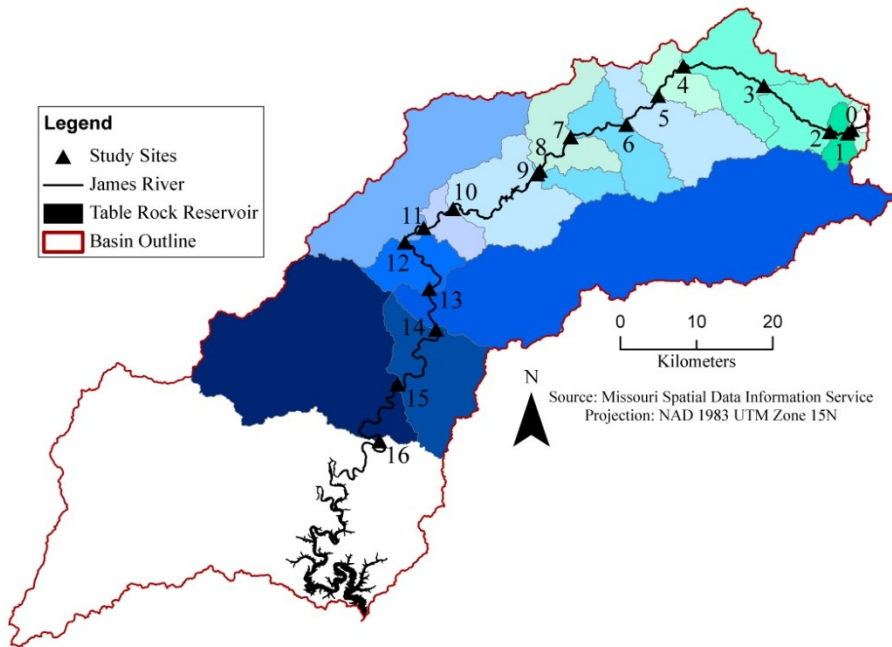 Legend
Study Sites
James River
Table Rock Reservoir
Basin Outline
0
1
2
3
4
5
6
7
8
9
10
11
12
13
14
15
16
0 20
Kilometers
N
Source: Missouri Spatial Data Information Service
Projection: NAD 1983 UTM Zone 15N